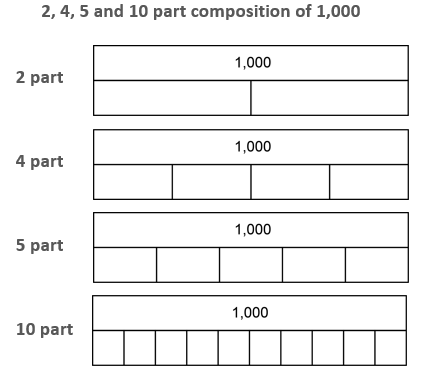 2, 4, 5 and 10 part composition of 1,000
1,000
2 part
1,000
4 part
1,000
5 part
1,000
10 part